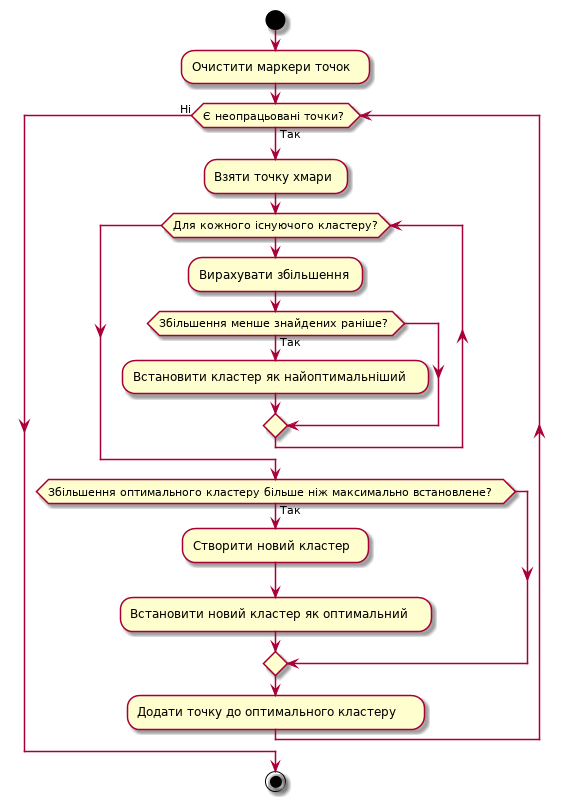 Очистити маркери точок
Ні
Є неопрацьовані точки?
Так
Взяти точку хмари
Для кожного існуючого кластеру?
Вирахувати збільшення
Збільшення менше знайдених раніше?
Так
Встановити кластер як найоптимальніший
Збільшення оптимального кластеру більше ніж максимально встановлене?
Так
Створити новий кластер
Встановити новий кластер як оптимальний
Додати точку до оптимального кластеру